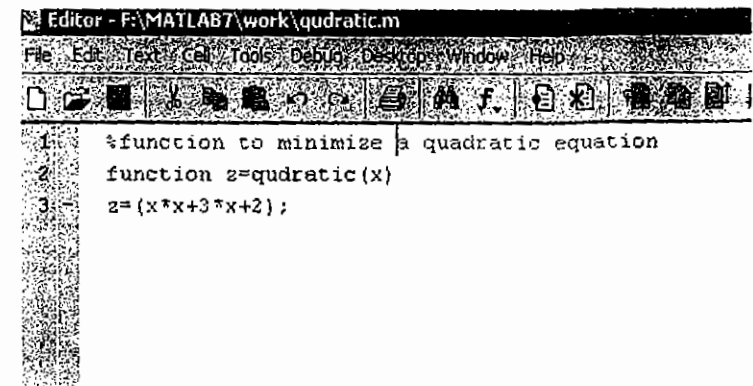 Editor - F:\MATLAB7\work\qudratic.m
File Edit Text Cell Tools Debug Desktop Window Help
1 %function to minimize a quadratic equation
2 function z=qudratic(x)
3 - z=(x*x+3*x+2);